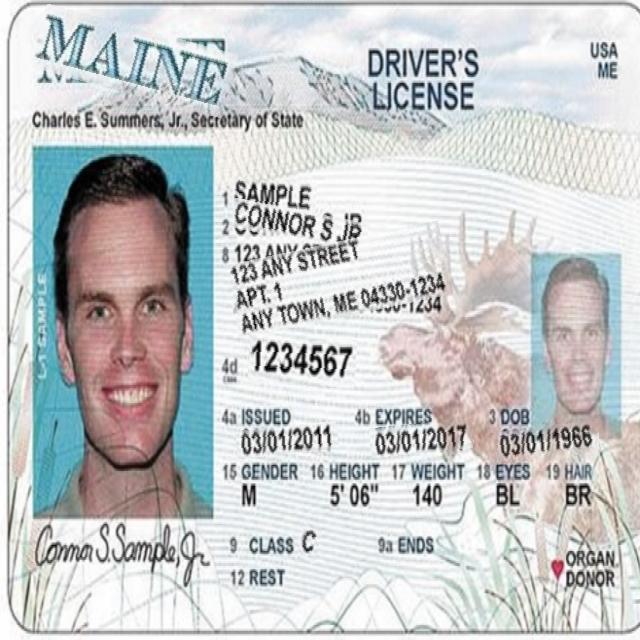 MAINE
DRIVER'S
LICENSE
USA
ME
Charles E. Summers, Jr., Secretary of State
L-1 SAMPLE
1 SAMPLE
2 CONNOR S JB
8 123 ANY STREET
123 ANY STREET
APT. 1
ANY TOWN, ME 04330-1234
4d 1234567
4a ISSUED 4b EXPIRES 3 DOB
03/01/2011 03/01/2017 03/01/1966
15 GENDER 16 HEIGHT 17 WEIGHT 18 EYES 19 HAIR
M 5' 06" 140 BL BR
Connor S. Sample, Jr
9 CLASS C 9a ENDS
12 REST
ORGAN
DONOR